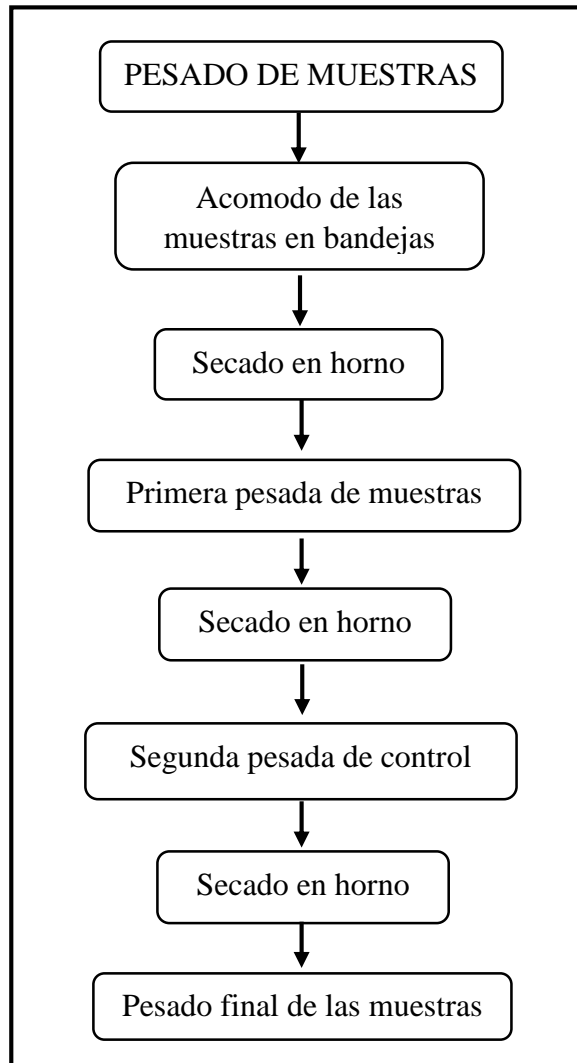 PESADO DE MUESTRAS
Acomodo de las
muestras en bandejas
Secado en horno
Primera pesada de muestras
Secado en horno
Segunda pesada de control
Secado en horno
Pesado final de las muestras